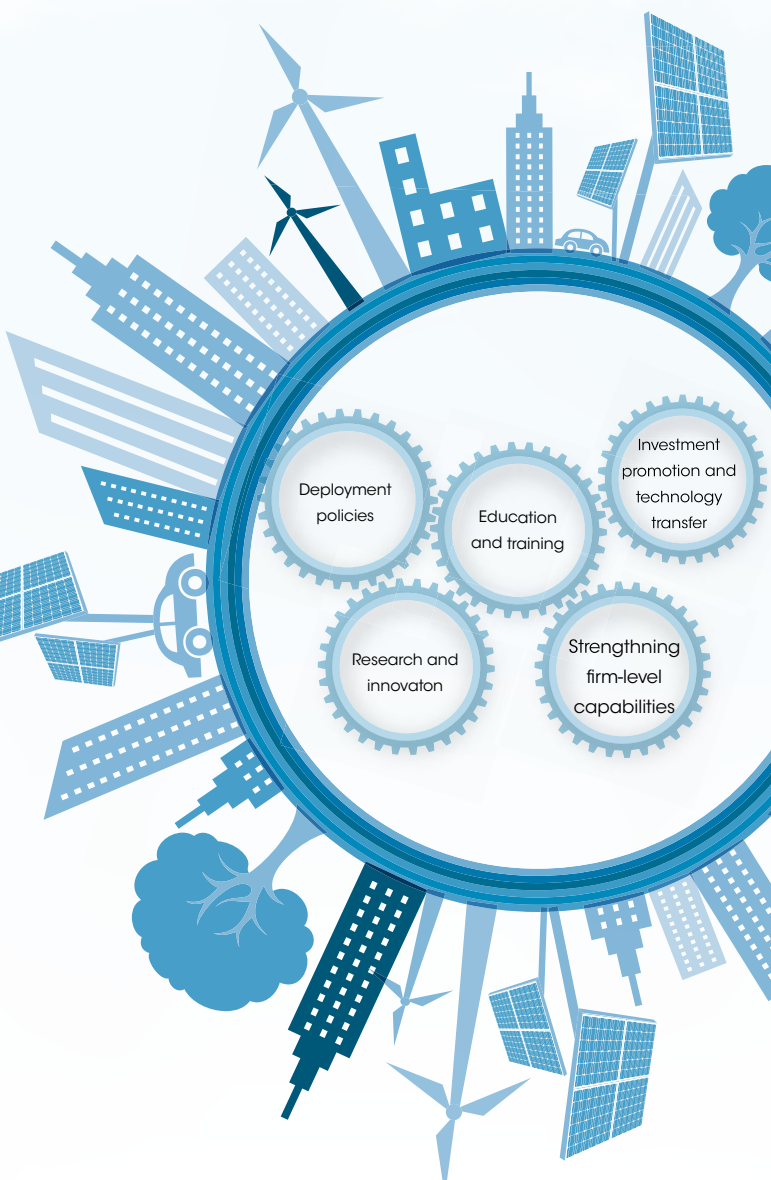 Deployment
policies
Education
and training
Investment
promotion and
technology
transfer
Research and
innovaton
Strengthning
firm-level
capabilities